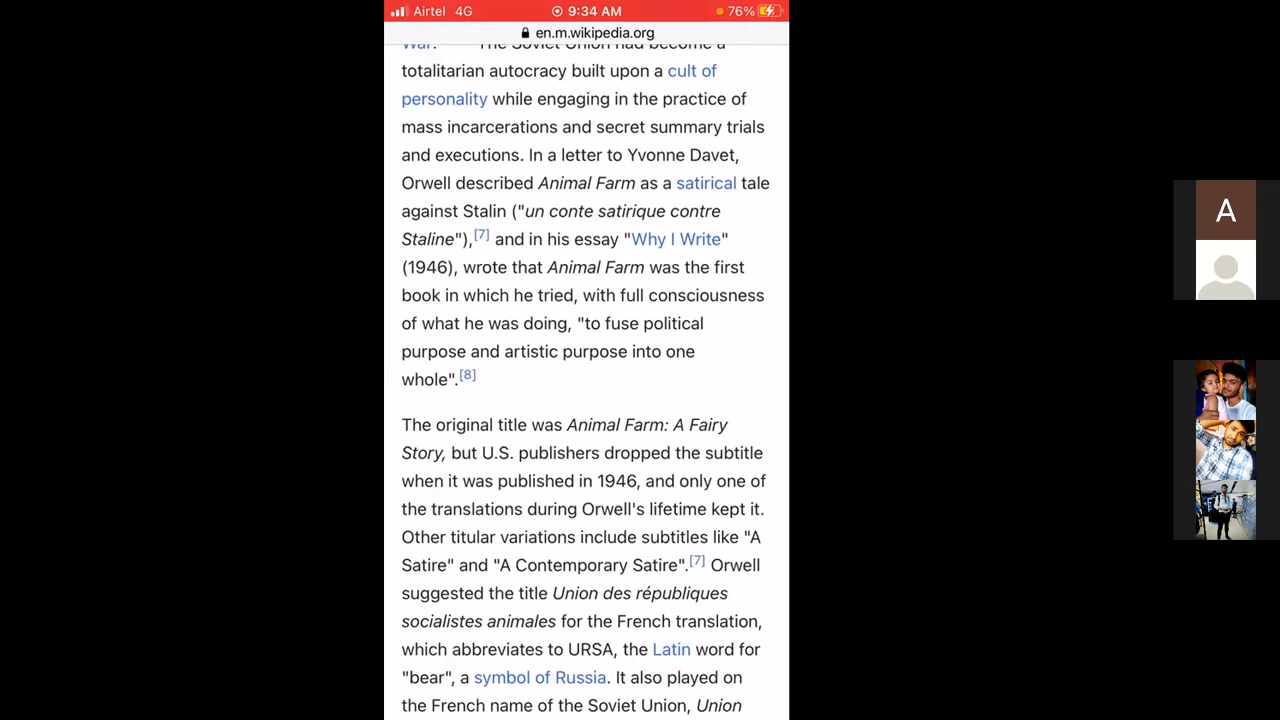 Airtel 4G 9:34 AM 76%
en.m.wikipedia.org
War. The Soviet Union had become a
totalitarian autocracy built upon a cult of
personality while engaging in the practice of
mass incarcerations and secret summary trials
and executions. In a letter to Yvonne Davet,
Orwell described Animal Farm as a satirical tale
against Stalin ("un conte satirique contre
Staline"),[7] and in his essay "Why I Write"
(1946), wrote that Animal Farm was the first
book in which he tried, with full consciousness
of what he was doing, "to fuse political
purpose and artistic purpose into one
whole".[8]
The original title was Animal Farm: A Fairy
Story, but U.S. publishers dropped the subtitle
when it was published in 1946, and only one of
the translations during Orwell's lifetime kept it.
Other titular variations include subtitles like "A
Satire" and "A Contemporary Satire".[7] Orwell
suggested the title Union des républiques
socialistes animales for the French translation,
which abbreviates to URSA, the Latin word for
"bear", a symbol of Russia. It also played on
the French name of the Soviet Union, Union
A